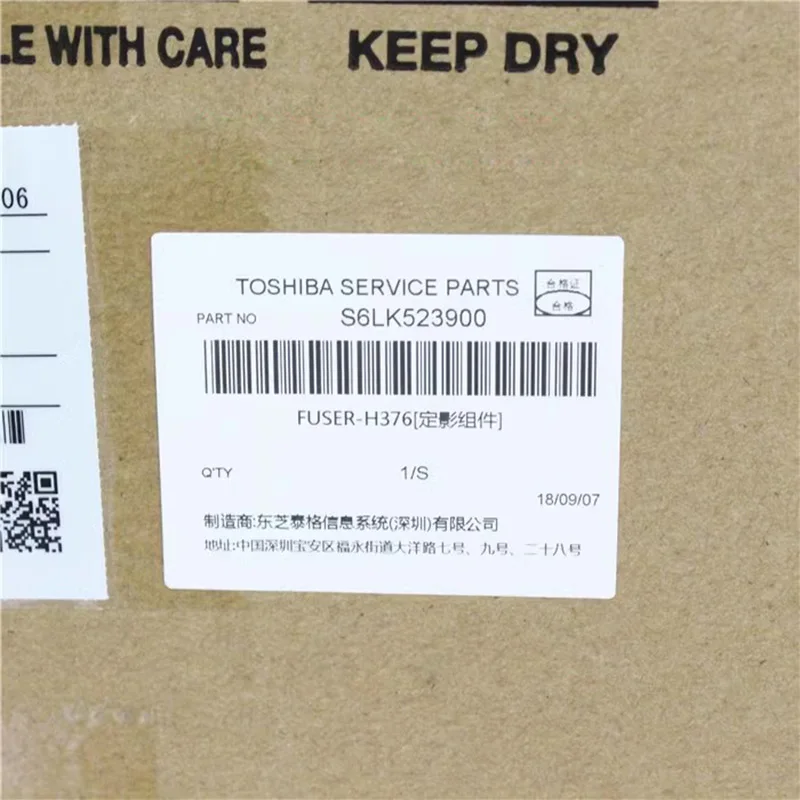 LE WITH CARE
KEEP DRY
06
TOSHIBA SERVICE PARTS
合格证
合格
PART NO
S6LK523900
FUSER-H376[定影组件]
Q'TY
1/S
18/09/07
制造商:东芝泰格信息系统(深圳)有限公司
地址:中国深圳宝安区福永街道大洋路七号、九号、二十八号